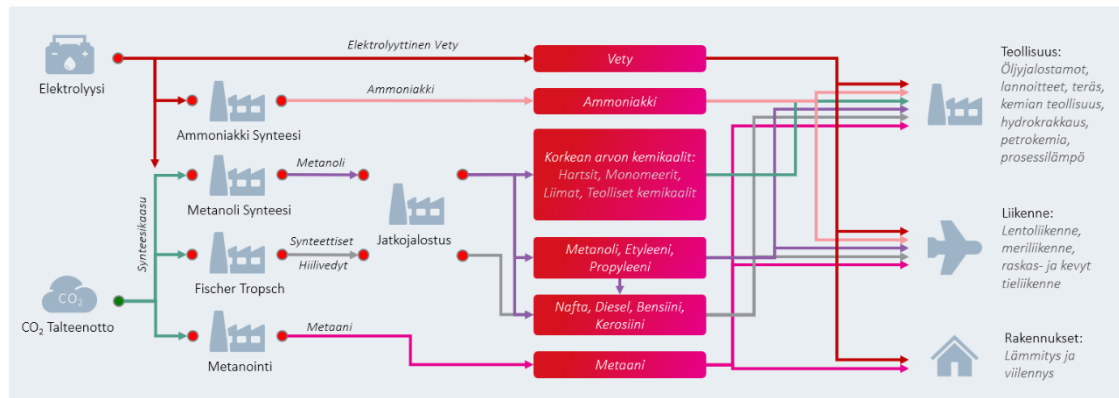 Elektrolyysi
Elektrolyyttinen Vety
Vety
Ammoniakki Synteesi
Ammoniakki
Ammoniakki
Metanoli Synteesi
Metanoli
Jatkojalostus
Korkean arvon kemikaalit:
Hartsit, Monomeerit,
Liimat, Teolliset kemikaalit
Synteesikaasu
Fischer Tropsch
Synteettiset
Hiilivedyt
Metanoli, Etyleeni,
Propyleeni
Nafta, Diesel, Bensiini,
Kerosiini
CO2
CO₂ Talteenotto
Metanointi
Metaani
Metaani
Teollisuus:
Öljyjalostamot,
lannoitteet, teräs,
kemian teollisuus,
hydrokrakkaus,
petrokemia,
prosessilämpö
Liikenne:
Lentoliikenne,
meriliikenne,
raskas- ja kevyt
tieliikenne
Rakennukset:
Lämmitys ja
viilennys